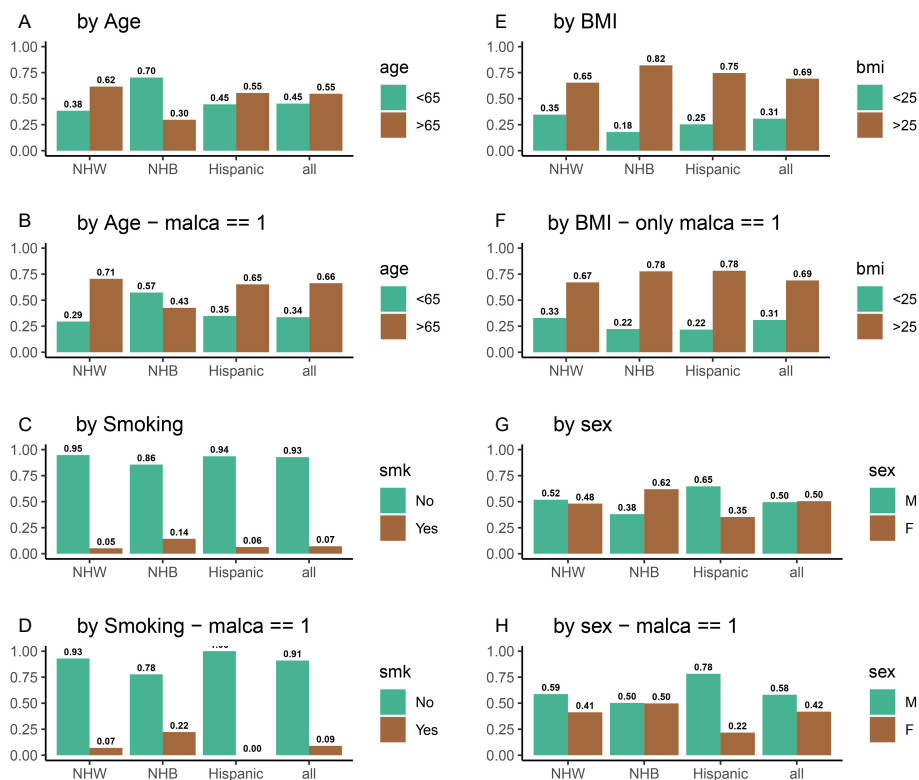 A by Age
1.00
0.75
0.50
0.25
0.00
0.38 0.62 0.70 0.30 0.45 0.55 0.45 0.55
NHW NHB Hispanic all
age
<65
>65
E by BMI
1.00
0.75
0.50
0.25
0.00
0.35 0.65 0.18 0.82 0.25 0.75 0.31 0.69
NHW NHB Hispanic all
bmi
<25
>25
B by Age − malca == 1
1.00
0.75
0.50
0.25
0.00
0.29 0.71 0.57 0.43 0.35 0.65 0.34 0.66
NHW NHB Hispanic all
age
<65
>65
F by BMI − only malca == 1
1.00
0.75
0.50
0.25
0.00
0.33 0.67 0.22 0.78 0.22 0.78 0.31 0.69
NHW NHB Hispanic all
bmi
<25
>25
C by Smoking
1.00
0.75
0.50
0.25
0.00
0.95 0.05 0.86 0.14 0.94 0.06 0.93 0.07
NHW NHB Hispanic all
smk
No
Yes
G by sex
1.00
0.75
0.50
0.25
0.00
0.52 0.48 0.38 0.62 0.65 0.35 0.50 0.50
NHW NHB Hispanic all
sex
M
F
D by Smoking − malca == 1
1.00
0.75
0.50
0.25
0.00
0.93 0.07 0.78 0.22 0.00 0.91 0.09
NHW NHB Hispanic all
smk
No
Yes
H by sex − malca == 1
1.00
0.75
0.50
0.25
0.00
0.59 0.41 0.50 0.50 0.78 0.22 0.58 0.42
NHW NHB Hispanic all
sex
M
F